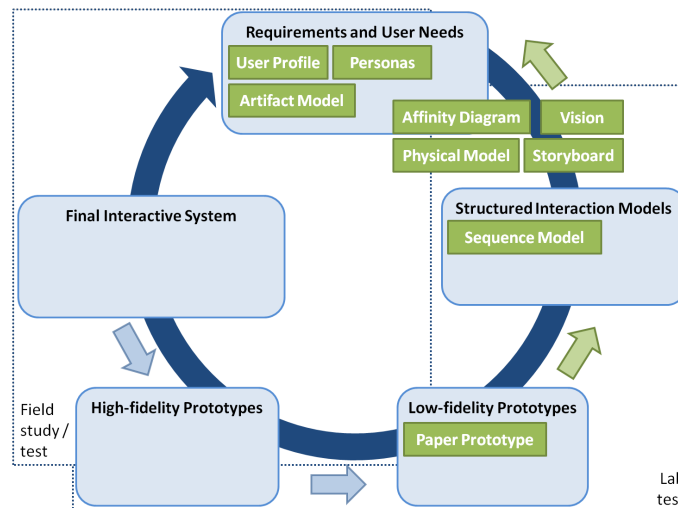 Requirements and User Needs
User Profile
Personas
Artifact Model
Affinity Diagram
Vision
Physical Model
Storyboard
Final Interactive System
Structured Interaction Models
Sequence Model
High-fidelity Prototypes
Low-fidelity Prototypes
Paper Prototype
Field
study /
test